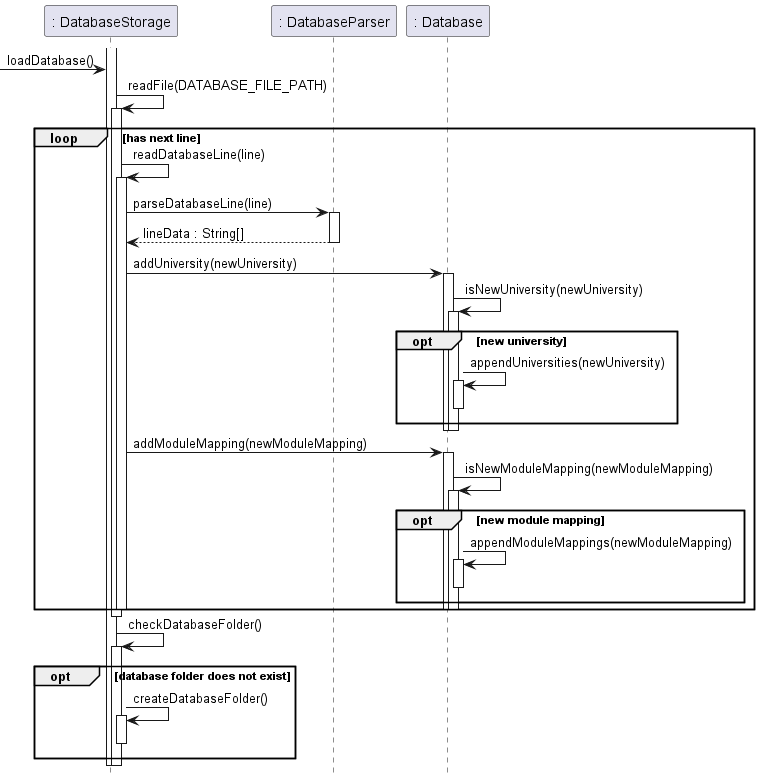 : DatabaseStorage
: DatabaseParser
: Database
loadDatabase()
readFile(DATABASE_FILE_PATH)
loop
[has next line]
readDatabaseLine(line)
parseDatabaseLine(line)
lineData : String[]
addUniversity(newUniversity)
isNewUniversity(newUniversity)
opt
[new university]
appendUniversities(newUniversity)
addModuleMapping(newModuleMapping)
isNewModuleMapping(newModuleMapping)
opt
[new module mapping]
appendModuleMappings(newModuleMapping)
checkDatabaseFolder()
opt
[database folder does not exist]
createDatabaseFolder()